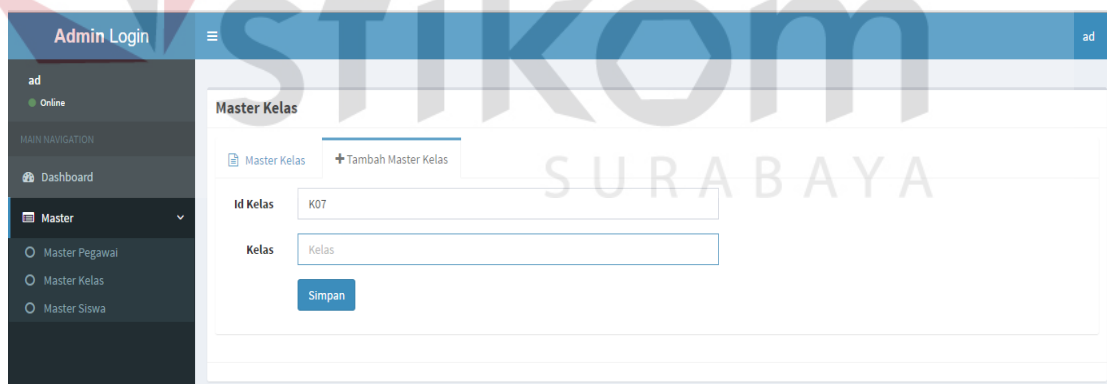 STIKOM
SURABAYA
Admin Login
ad
ad
Online
MAIN NAVIGATION
Dashboard
Master
Master Pegawai
Master Kelas
Master Siswa
Master Kelas
Master Kelas
Tambah Master Kelas
Id Kelas K07
Kelas Kelas
Simpan